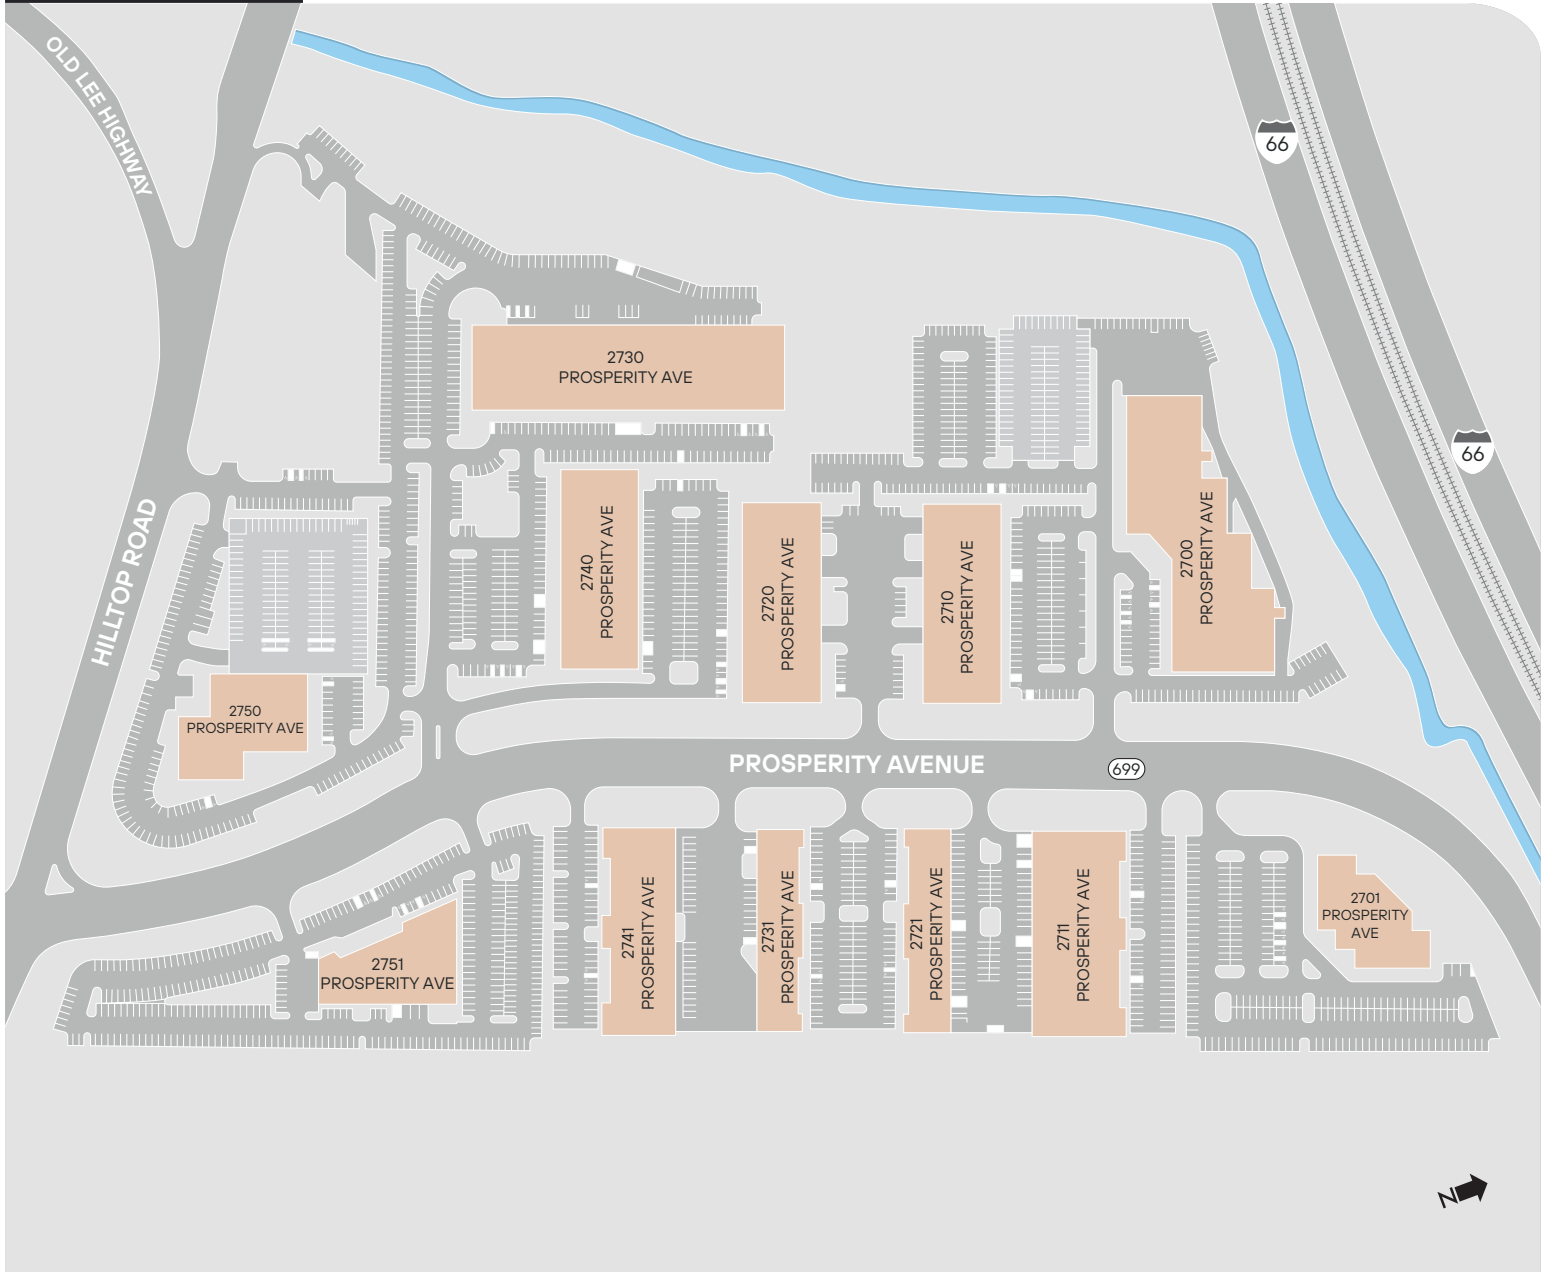 OLD LEE HIGHWAY
66
66
2730
PROSPERITY AVE
2740
PROSPERITY AVE
2720
PROSPERITY AVE
2710
PROSPERITY AVE
2700
PROSPERITY AVE
HILLTOP ROAD
2750
PROSPERITY AVE
PROSPERITY AVENUE
699
2751
PROSPERITY AVE
2741
PROSPERITY AVE
2731
PROSPERITY AVE
2721
PROSPERITY AVE
2711
PROSPERITY AVE
2701
PROSPERITY
AVE
N